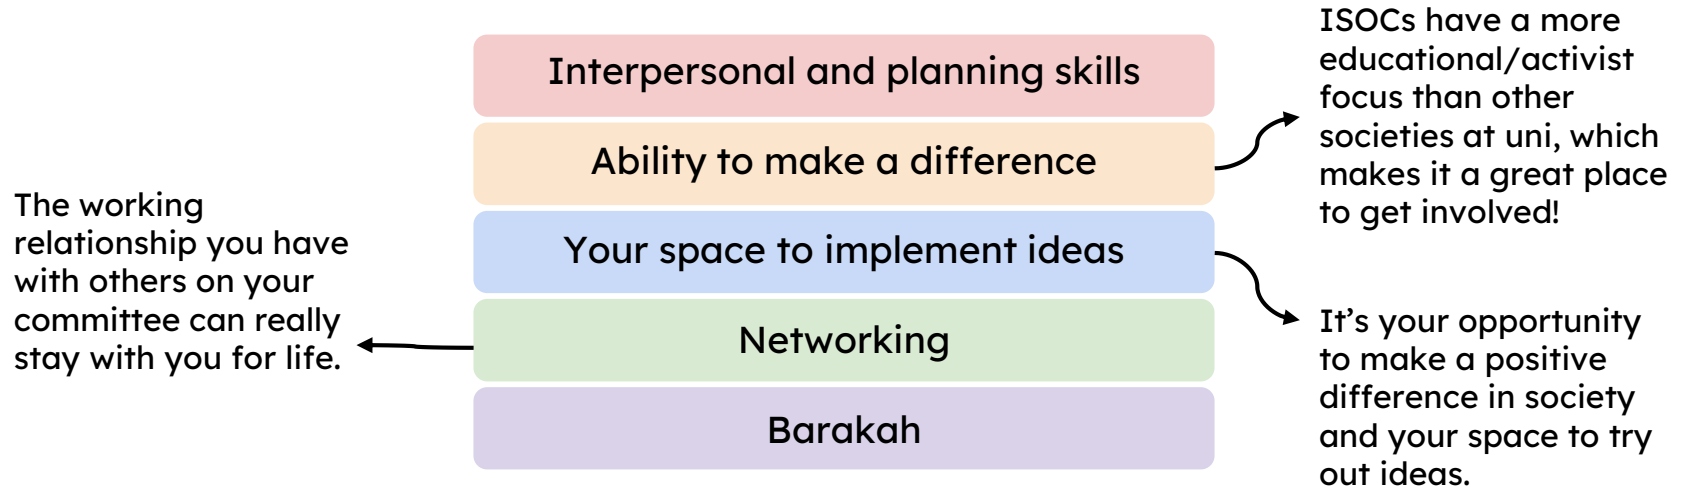 Interpersonal and planning skills
Ability to make a difference
Your space to implement ideas
Networking
Barakah
ISOCs have a more
educational/activist
focus than other
societies at uni, which
makes it a great place
to get involved!
It’s your opportunity
to make a positive
difference in society
and your space to try
out ideas.
The working
relationship you have
with others on your
committee can really
stay with you for life.